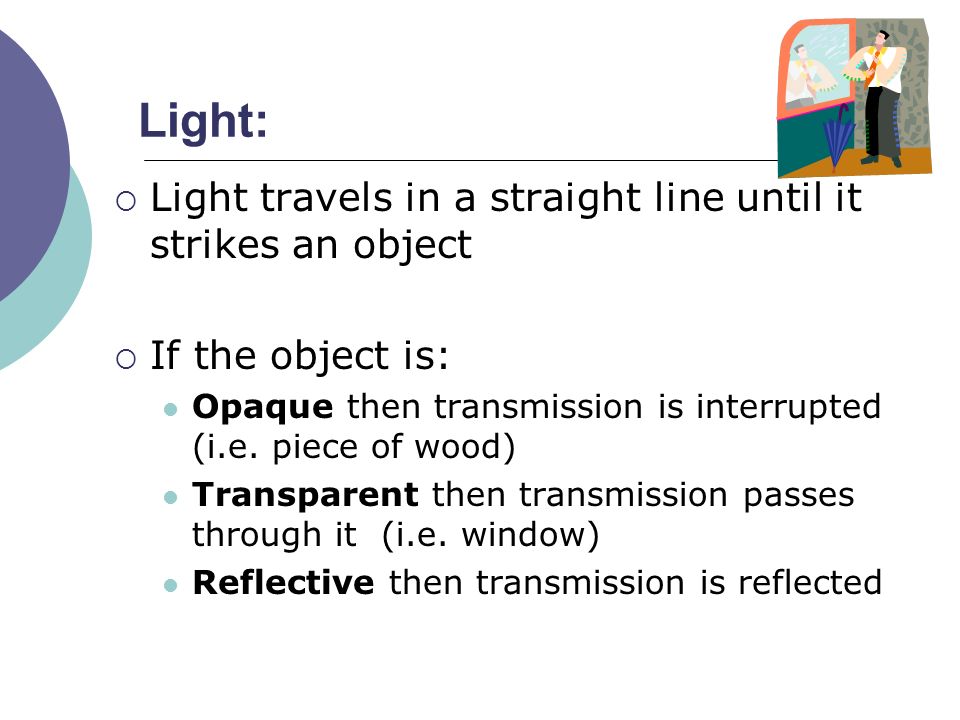 Light:
Light travels in a straight line until it
strikes an object
If the object is:
Opaque then transmission is interrupted
(i.e. piece of wood)
Transparent then transmission passes
through it  (i.e. window)
Reflective then transmission is reflected